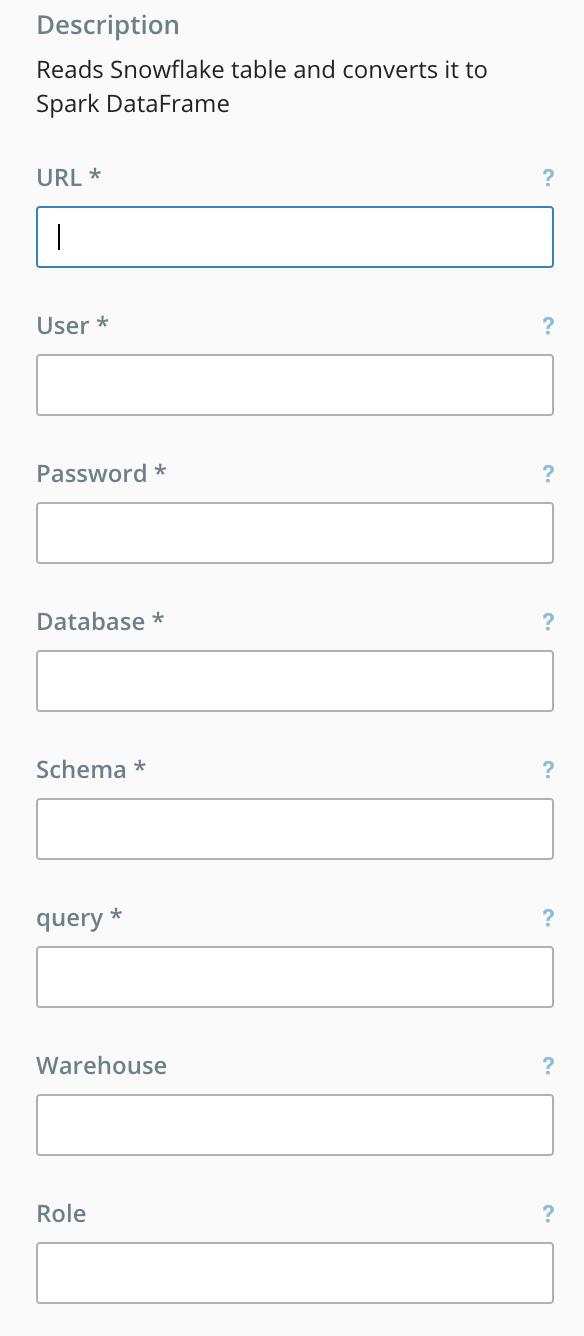 Description
Reads Snowflake table and converts it to
Spark DataFrame
URL * ?
User * ?
Password * ?
Database * ?
Schema * ?
query * ?
Warehouse ?
Role ?